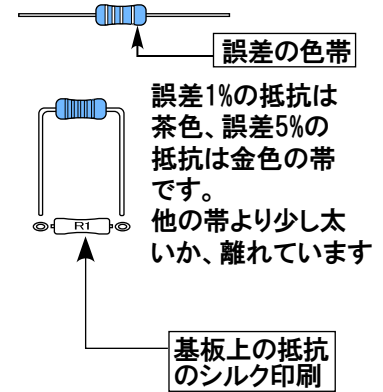 誤差の色帯
誤差1%の抵抗は
茶色、誤差5%の
抵抗は金色の帯
です。
他の帯より少し太
いか、離れています
R1
基板上の抵抗
のシルク印刷